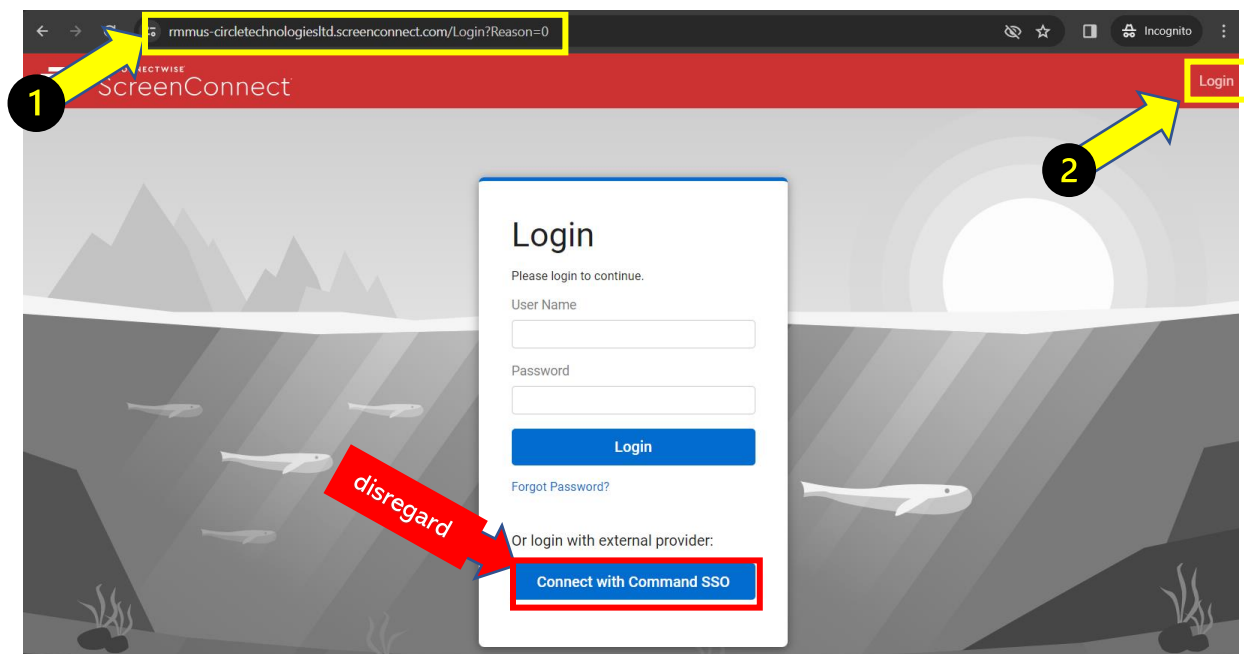 rmmus-circletechnologiesltd.screenconnect.com/Login?Reason=0
Incognito
ScreenConnect
Login
1
2
Login
Please login to continue.
User Name
Password
Login
Forgot Password?
disregard
Or login with external provider:
Connect with Command SSO